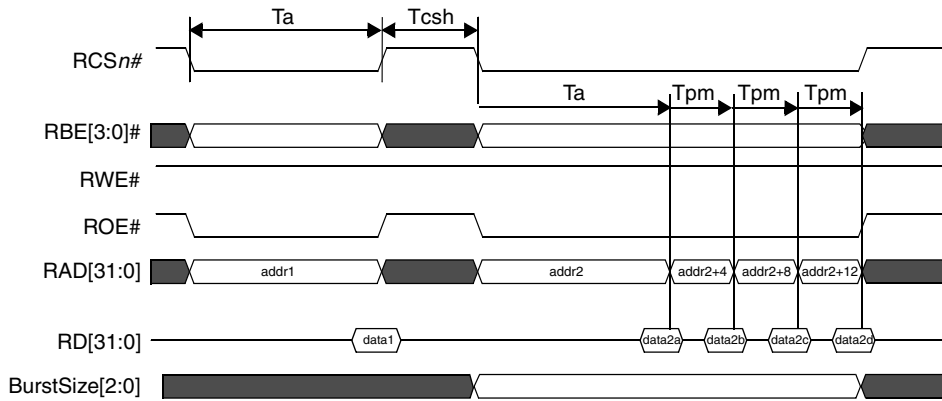 Ta Tcsh
RCSn#
Ta Tpm Tpm Tpm
RBE[3:0]#
RWE#
ROE#
RAD[31:0] addr1 addr2 addr2+4 addr2+8 addr2+12
RD[31:0] data1 data2a data2b data2c data2d
BurstSize[2:0]